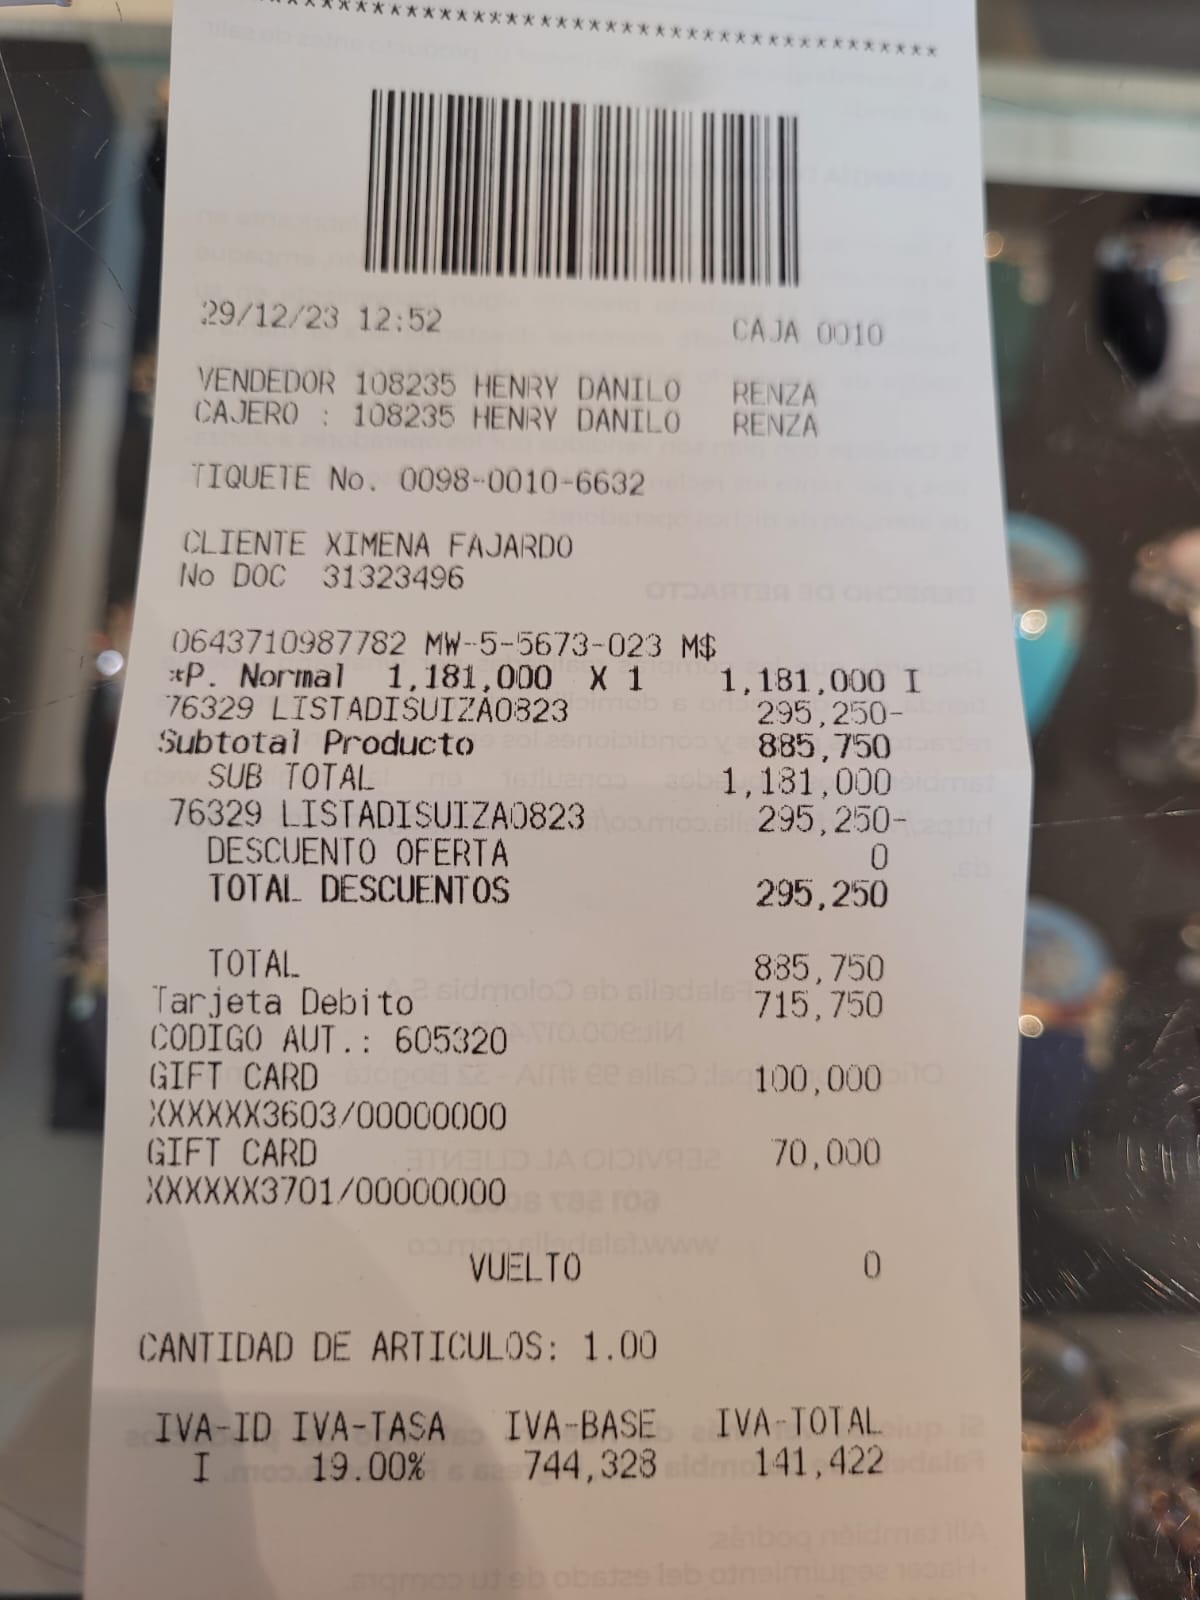 ****************************************
29/12/23 12:52 CAJA 0010
VENDEDOR 108235 HENRY DANILO RENZA
CAJERO : 108235 HENRY DANILO RENZA
TIQUETE No. 0098-0010-6632
CLIENTE XIMENA FAJARDO
No DOC 31323496
0643710987782 MW-5-5673-023 M$
*P. Normal 1,181,000 X 1 1,181,000 I
76329 LISTADISUIZA0823 295,250-
Subtotal Producto 885,750
SUB TOTAL 1,181,000
76329 LISTADISUIZA0823 295,250-
DESCUENTO OFERTA 0
TOTAL DESCUENTOS 295,250
TOTAL 885,750
Tarjeta Debito 715,750
CODIGO AUT.: 605320
GIFT CARD 100,000
XXXXXX3603/00000000
GIFT CARD 70,000
XXXXXX3701/00000000
VUELTO 0
CANTIDAD DE ARTICULOS: 1.00
IVA-ID IVA-TASA IVA-BASE IVA-TOTAL
I 19.00% 744,328 141,422